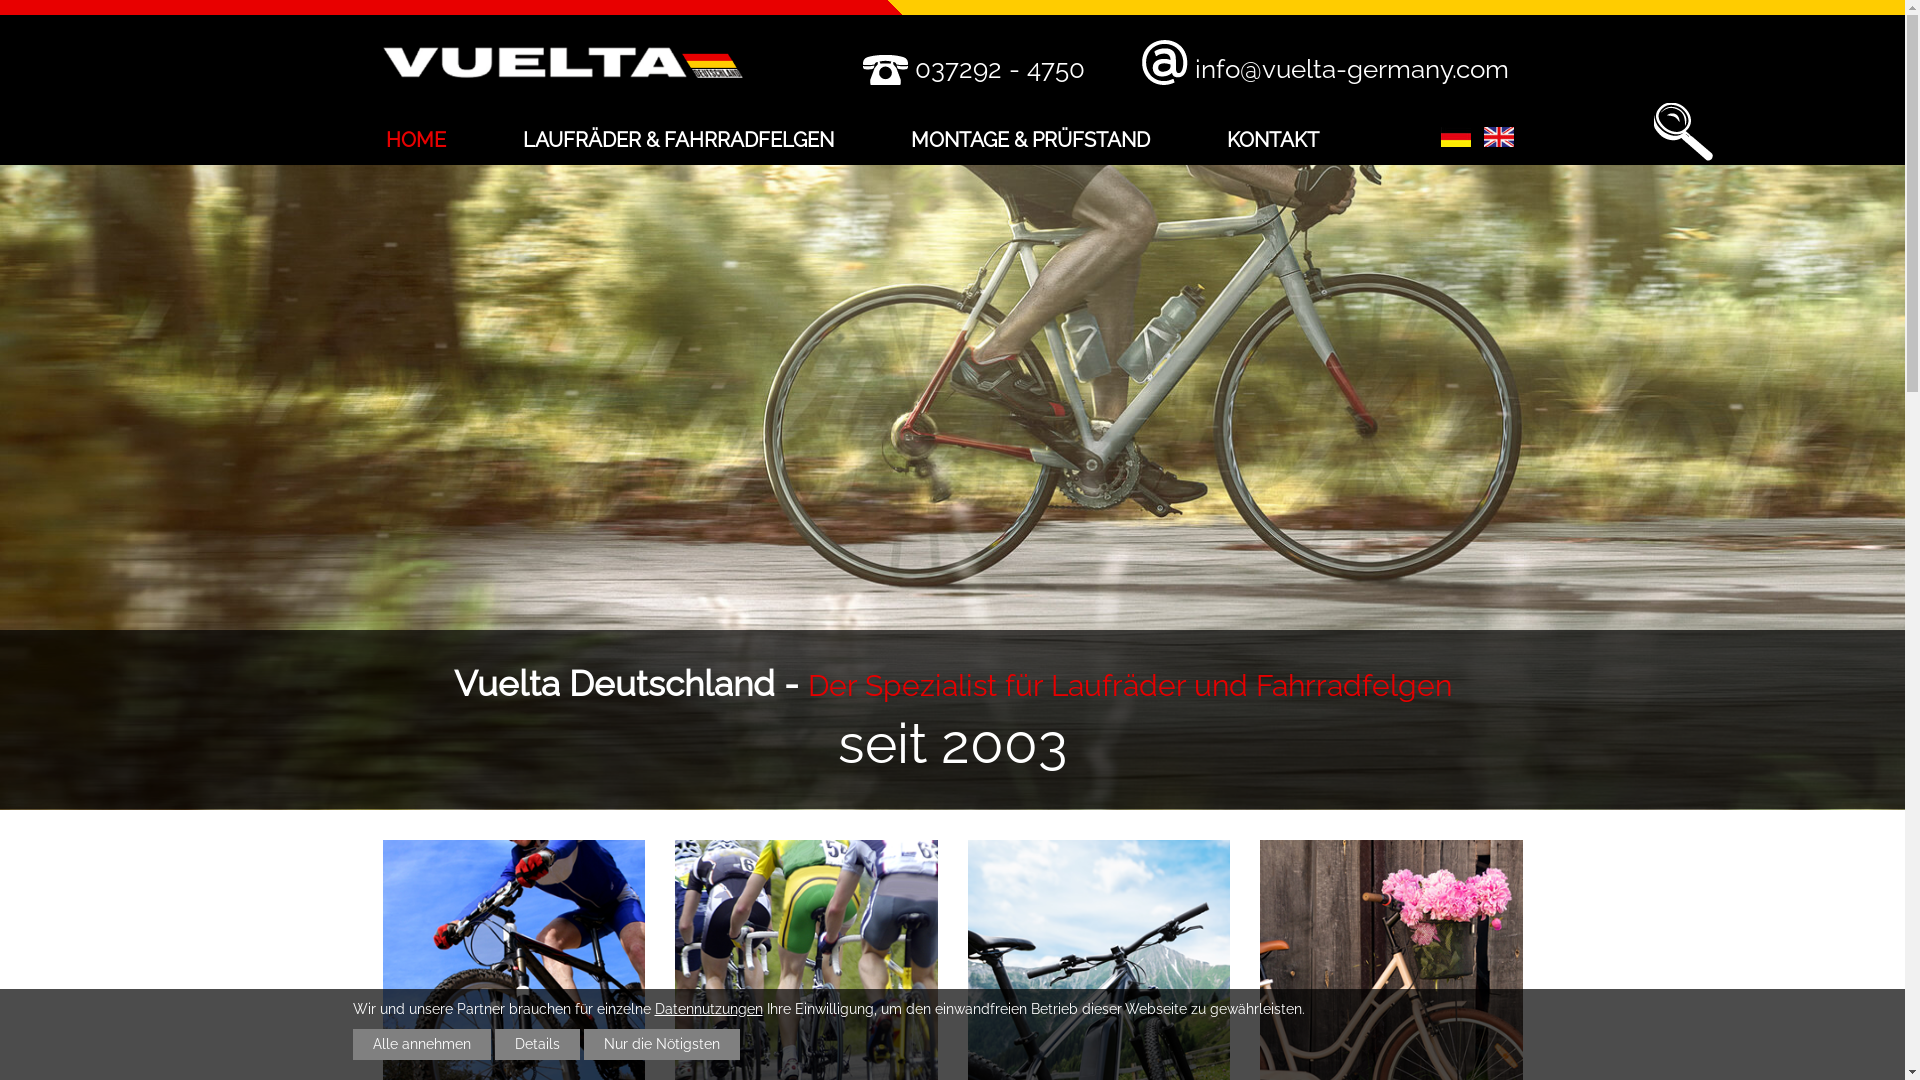 VUELTA
DEUTSCHLAND
037292 - 4750
info@vuelta-germany.com
HOME
LAUFRÄDER & FAHRRADFELGEN
MONTAGE & PRÜFSTAND
KONTAKT
Vuelta Deutschland - Der Spezialist für Laufräder und Fahrradfelgen
seit 2003
Wir und unsere Partner brauchen für einzelne Datennutzungen Ihre Einwilligung, um den einwandfreien Betrieb dieser Webseite zu gewährleisten.
Alle annehmen
Details
Nur die Nötigsten